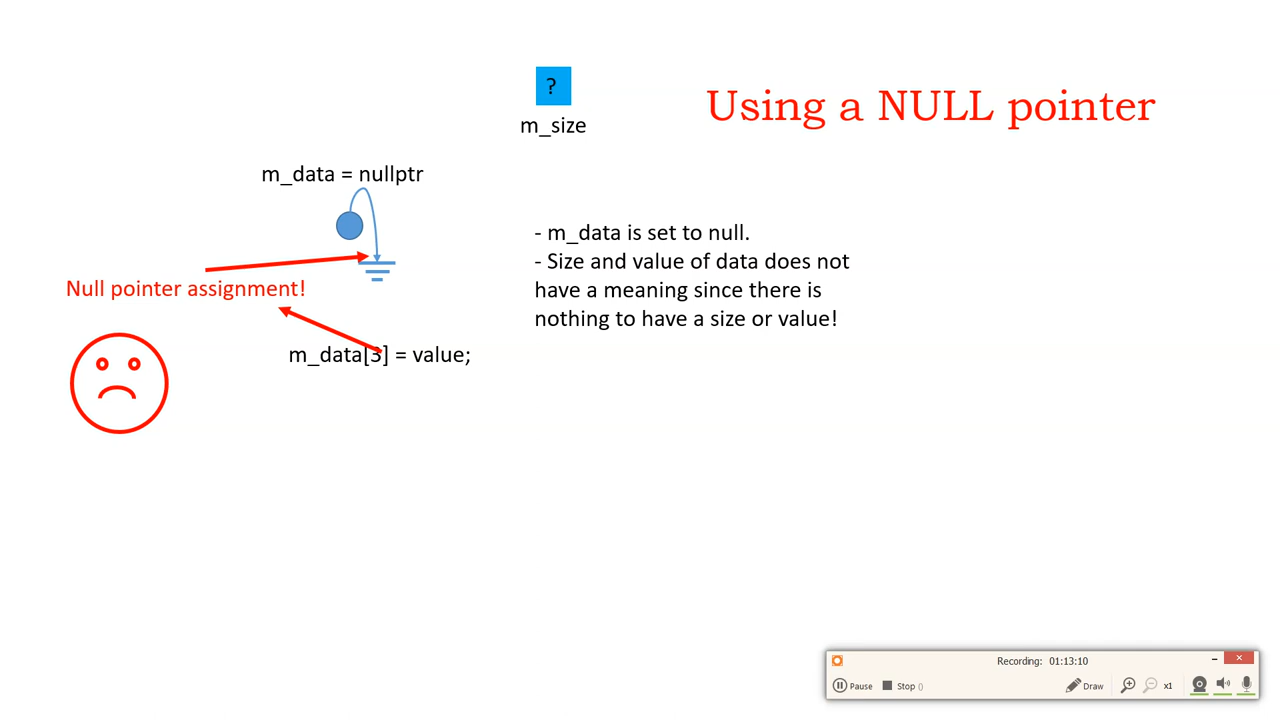 ?
m_size
Using a NULL pointer
m_data = nullptr
- m_data is set to null.
- Size and value of data does not
have a meaning since there is
nothing to have a size or value!
Null pointer assignment!
m_data[3] = value;
Recording: 01:13:10
Pause Stop () Draw x1